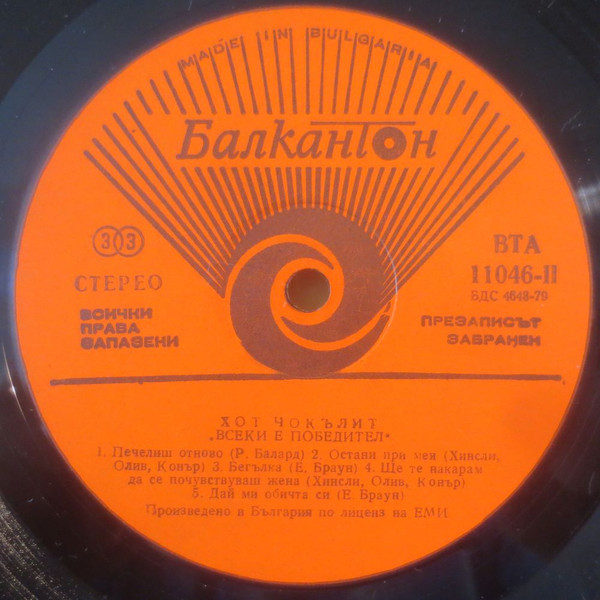 MADE IN BULGARIA
Балкантон
33
СТЕРЕО
ВСИЧКИ
ПРАВА
ЗАПАЗЕНИ
ВТА
11046-II
БДС 4648-79
ПРЕЗАПИСЪТ
ЗАБРАНЕН
ХОТ ЧОКЪЛИТ
„ВСЕКИ Е ПОБЕДИТЕЛ“
1. Печелиш отново (Р. Балард) 2. Остани при мен (Хинсли,
Олив, Конър) 3. Бегълка (Е. Браун) 4. Ще те накарам
да се почувствуваш жена (Хинсли, Олив, Конър)
5. Дай ми обичта си (Е. Браун)
Произведено в България по лиценз на ЕМИ